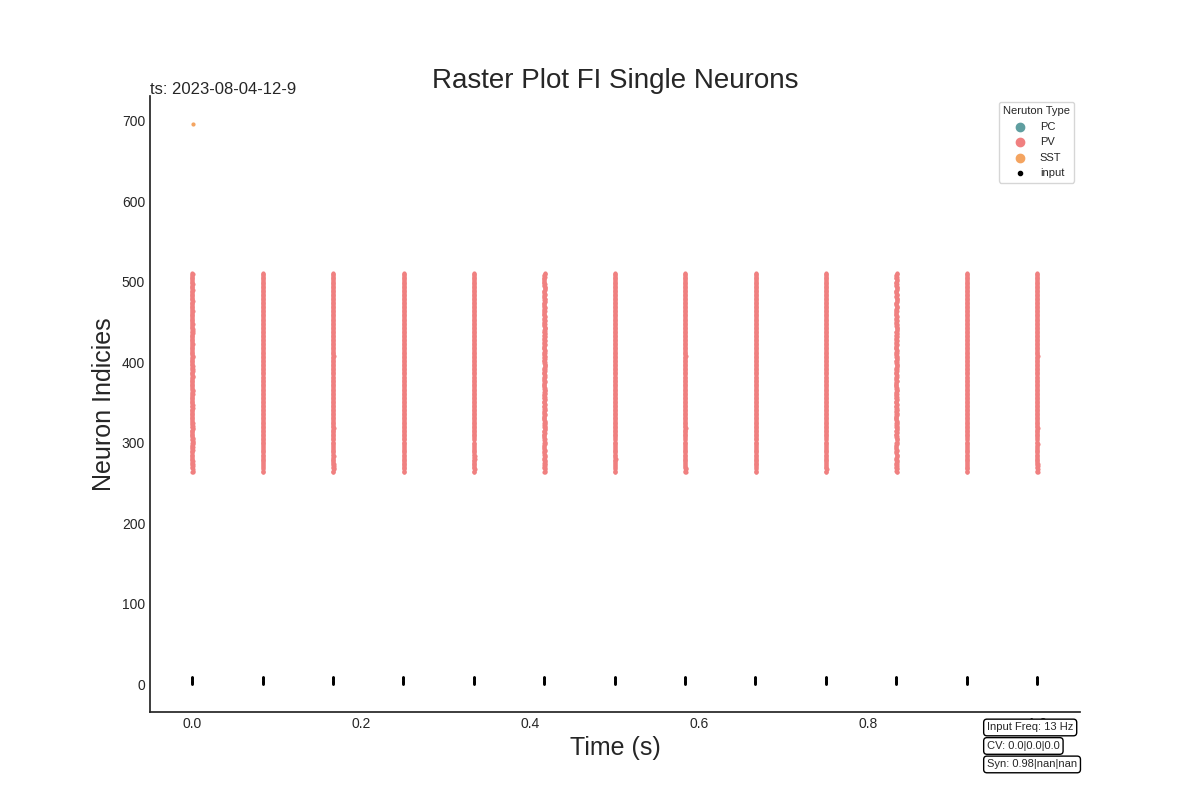 Raster Plot FI Single Neurons
ts: 2023-08-04-12-9
Neruton Type
PC
PV
SST
input
700
600
500
400
300
200
100
0
Neuron Indicies
0.0
0.2
0.4
0.6
0.8
Time (s)
Input Freq: 13 Hz
CV: 0.0|0.0|0.0
Syn: 0.98|nan|nan